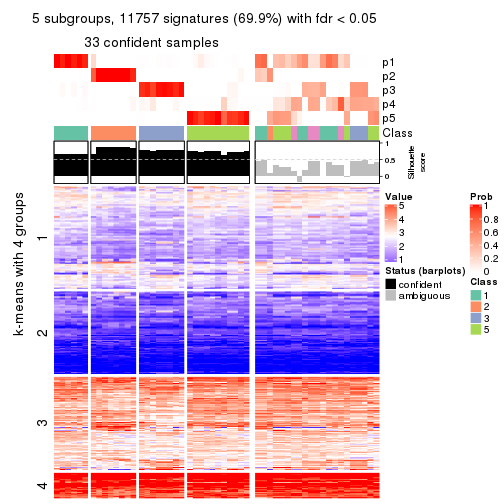 5 subgroups, 11757 signatures (69.9%) with fdr < 0.05
33 confident samples
p1
p2
p3
p4
p5
Class
1
0.5
0
Silhouette
score
k-means with 4 groups
1
2
3
4
Value
5
4
3
2
1
Status (barplots)
confident
ambiguous
Prob
1
0.8
0.6
0.4
0.2
0
Class
1
2
3
5